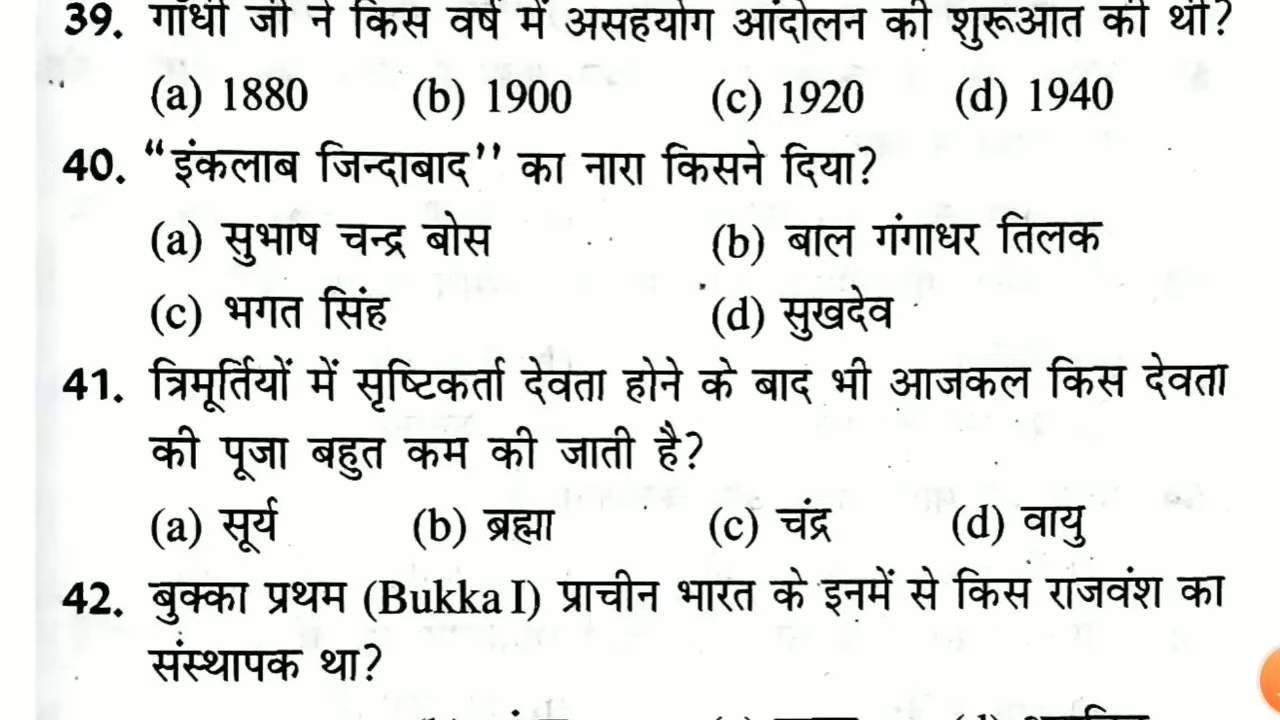 39. गाँधी जी ने किस वर्ष में असहयोग आंदोलन की शुरूआत की थी?
(a) 1880 (b) 1900 (c) 1920 (d) 1940
40. “इंकलाब जिन्दाबाद’’ का नारा किसने दिया?
(a) सुभाष चन्द्र बोस (b) बाल गंगाधर तिलक
(c) भगत सिंह (d) सुखदेव
41. त्रिमूर्तियों में सृष्टिकर्ता देवता होने के बाद भी आजकल किस देवता
की पूजा बहुत कम की जाती है?
(a) सूर्य (b) ब्रह्मा (c) चंद्र (d) वायु
42. बुक्का प्रथम (Bukka I) प्राचीन भारत के इनमें से किस राजवंश का
संस्थापक था?